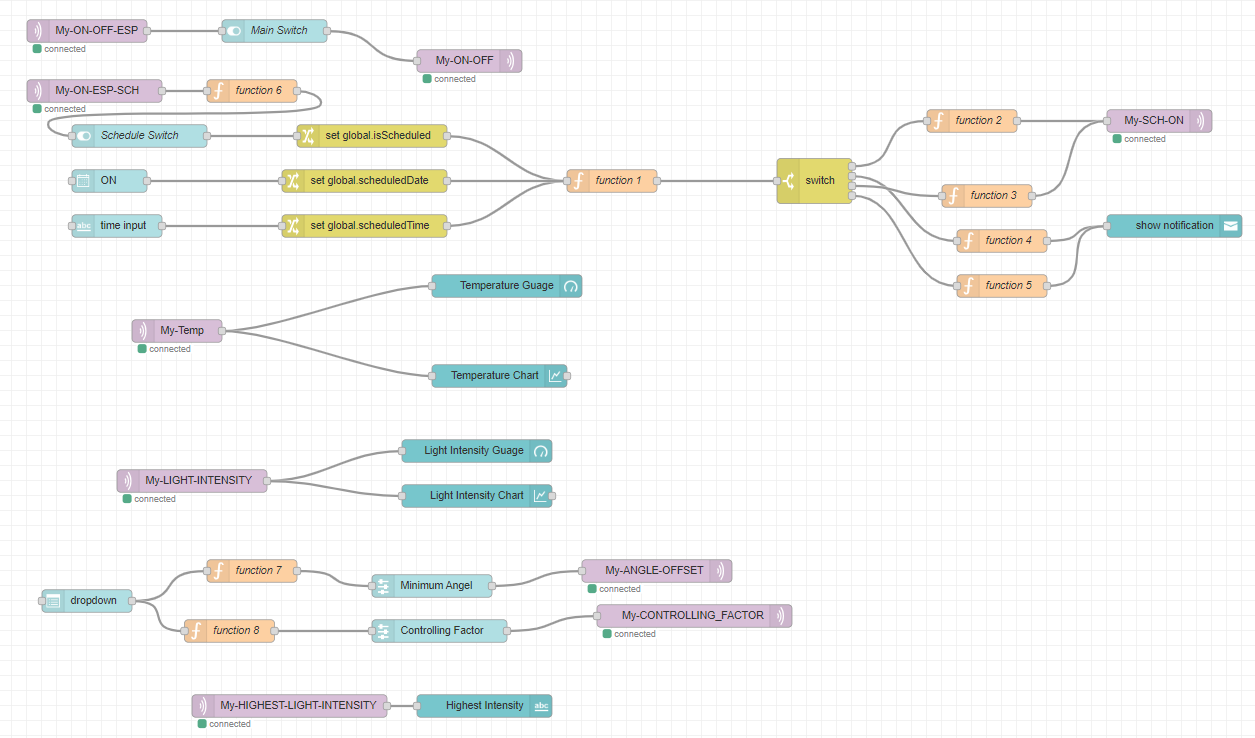 My-ON-OFF-ESP
connected
Main Switch
My-ON-OFF
connected
My-ON-ESP-SCH
connected
function 6
Schedule Switch
set global.isScheduled
ON
set global.scheduledDate
abc
time input
set global.scheduledTime
function 1
switch
function 2
My-SCH-ON
connected
function 3
function 4
show notification
function 5
Temperature Guage
My-Temp
connected
Temperature Chart
Light Intensity Guage
My-LIGHT-INTENSITY
connected
Light Intensity Chart
function 7
Minimum Angel
My-ANGLE-OFFSET
connected
dropdown
function 8
Controlling Factor
My-CONTROLLING_FACTOR
connected
My-HIGHEST-LIGHT-INTENSITY
connected
Highest Intensity
abc